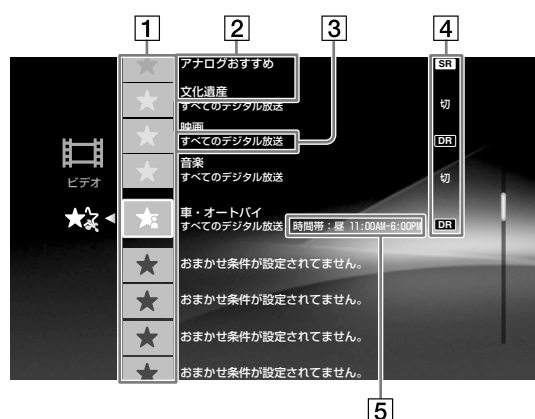 1 2 3 4
アナログおすすめ SR
文化遺産
すべてのデジタル放送 切
映画
すべてのデジタル放送 DR
ビデオ
音楽
すべてのデジタル放送 切
車・オートバイ
すべてのデジタル放送 時間帯：昼 11:00AM-6:00PM DR
おまかせ条件が設定されてません。
おまかせ条件が設定されてません。
おまかせ条件が設定されてません。
おまかせ条件が設定されてません。
5